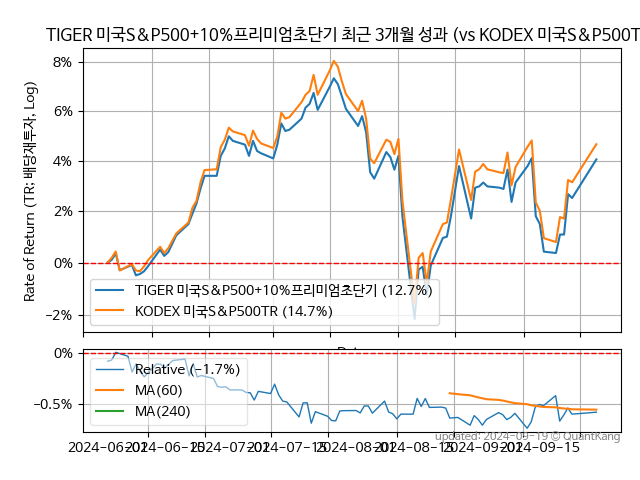 TIGER 미국S&P500+10%프리미엄초단기 최근 3개월 성과 (vs KODEX 미국S&P500T
8%
6%
4%
2%
0%
−2%
Rate of Return (TR: 배당재투자, Log)
TIGER 미국S&P500+10%프리미엄초단기 (12.7%)
KODEX 미국S&P500TR (14.7%)
0%
−0.5%
Relative (−1.7%)
MA(60)
MA(240)
updated: 2024-09-19 © QuantKang
2024-06-01
2024-06-15
2024-07-01
2024-07-15
2024-08-01
2024-08-15
2024-09-01
2024-09-15